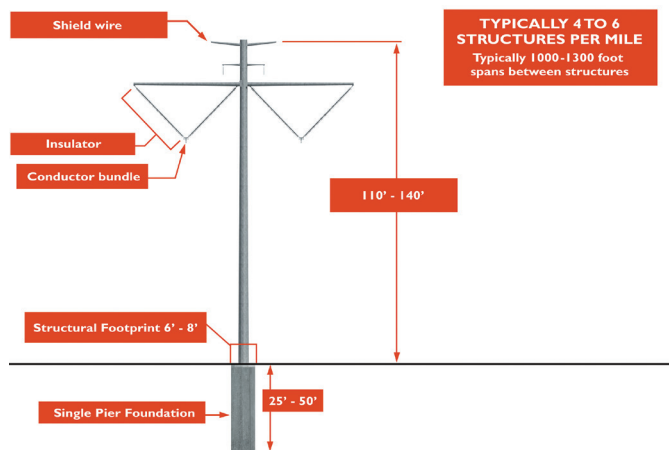 Shield wire
TYPICALLY 4 TO 6
STRUCTURES PER MILE
Typically 1000-1300 foot
spans between structures
Insulator
Conductor bundle
110' - 140'
Structural Footprint 6' - 8'
25' - 50'
Single Pier Foundation